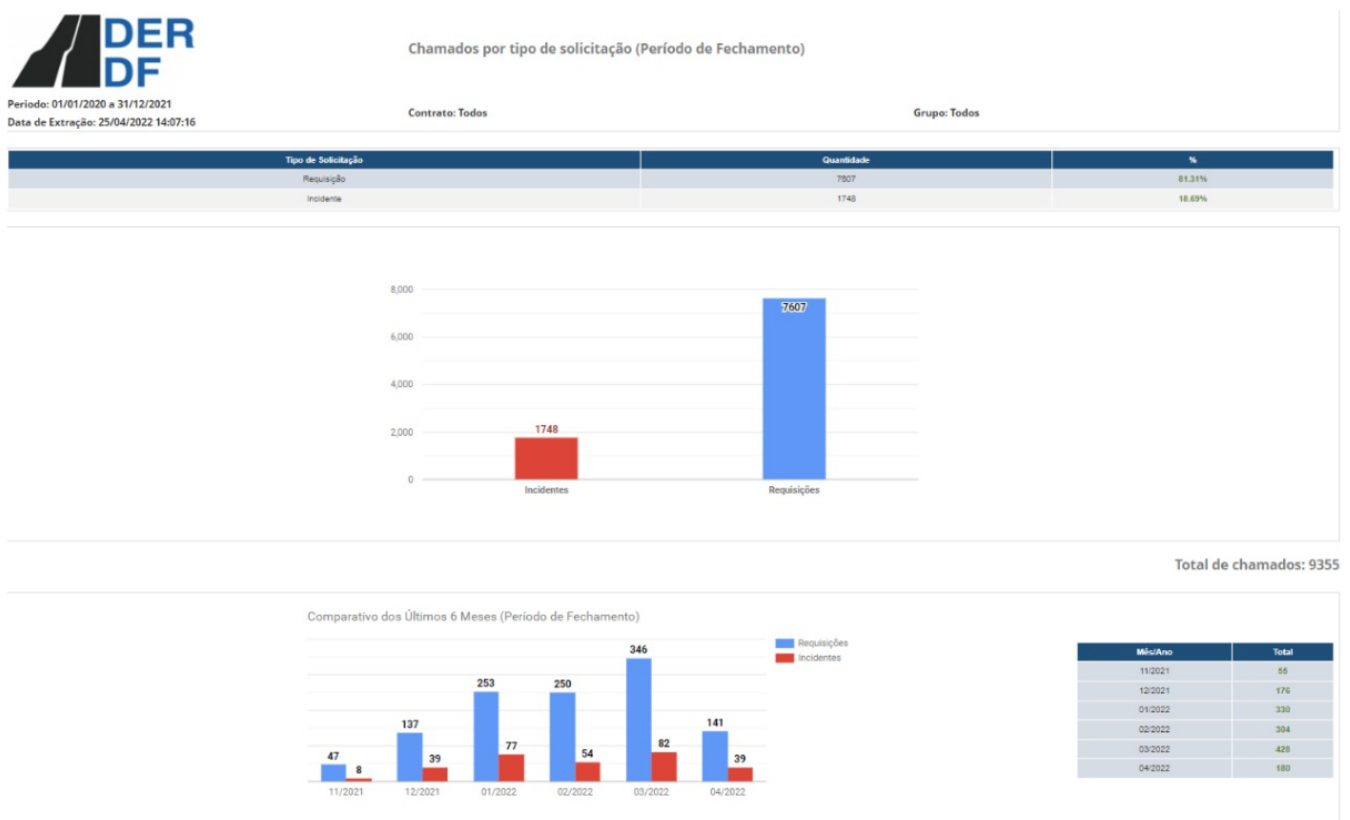 DER
DF
Chamados por tipo de solicitação (Período de Fechamento)
Periodo: 01/01/2020 a 31/12/2021
Data de Extração: 25/04/2022 14:07:16
Contrato: Todos
Grupo: Todos
Tipo de Solicitação Quantidade %
Requisição 7607 81.31%
Incidente 1748 18.69%
8,000
6,000
4,000
2,000
0
7607
1748
Incidentes Requisições
Total de chamados: 9355
Comparativo dos Últimos 6 Meses (Período de Fechamento)
Requisições
Incidentes
47 8 137 39 253 77 250 54 346 82 141 39
11/2021 12/2021 01/2022 02/2022 03/2022 04/2022
Mês/Ano Total
11/2021 55
12/2021 176
01/2022 330
02/2022 304
03/2022 428
04/2022 180